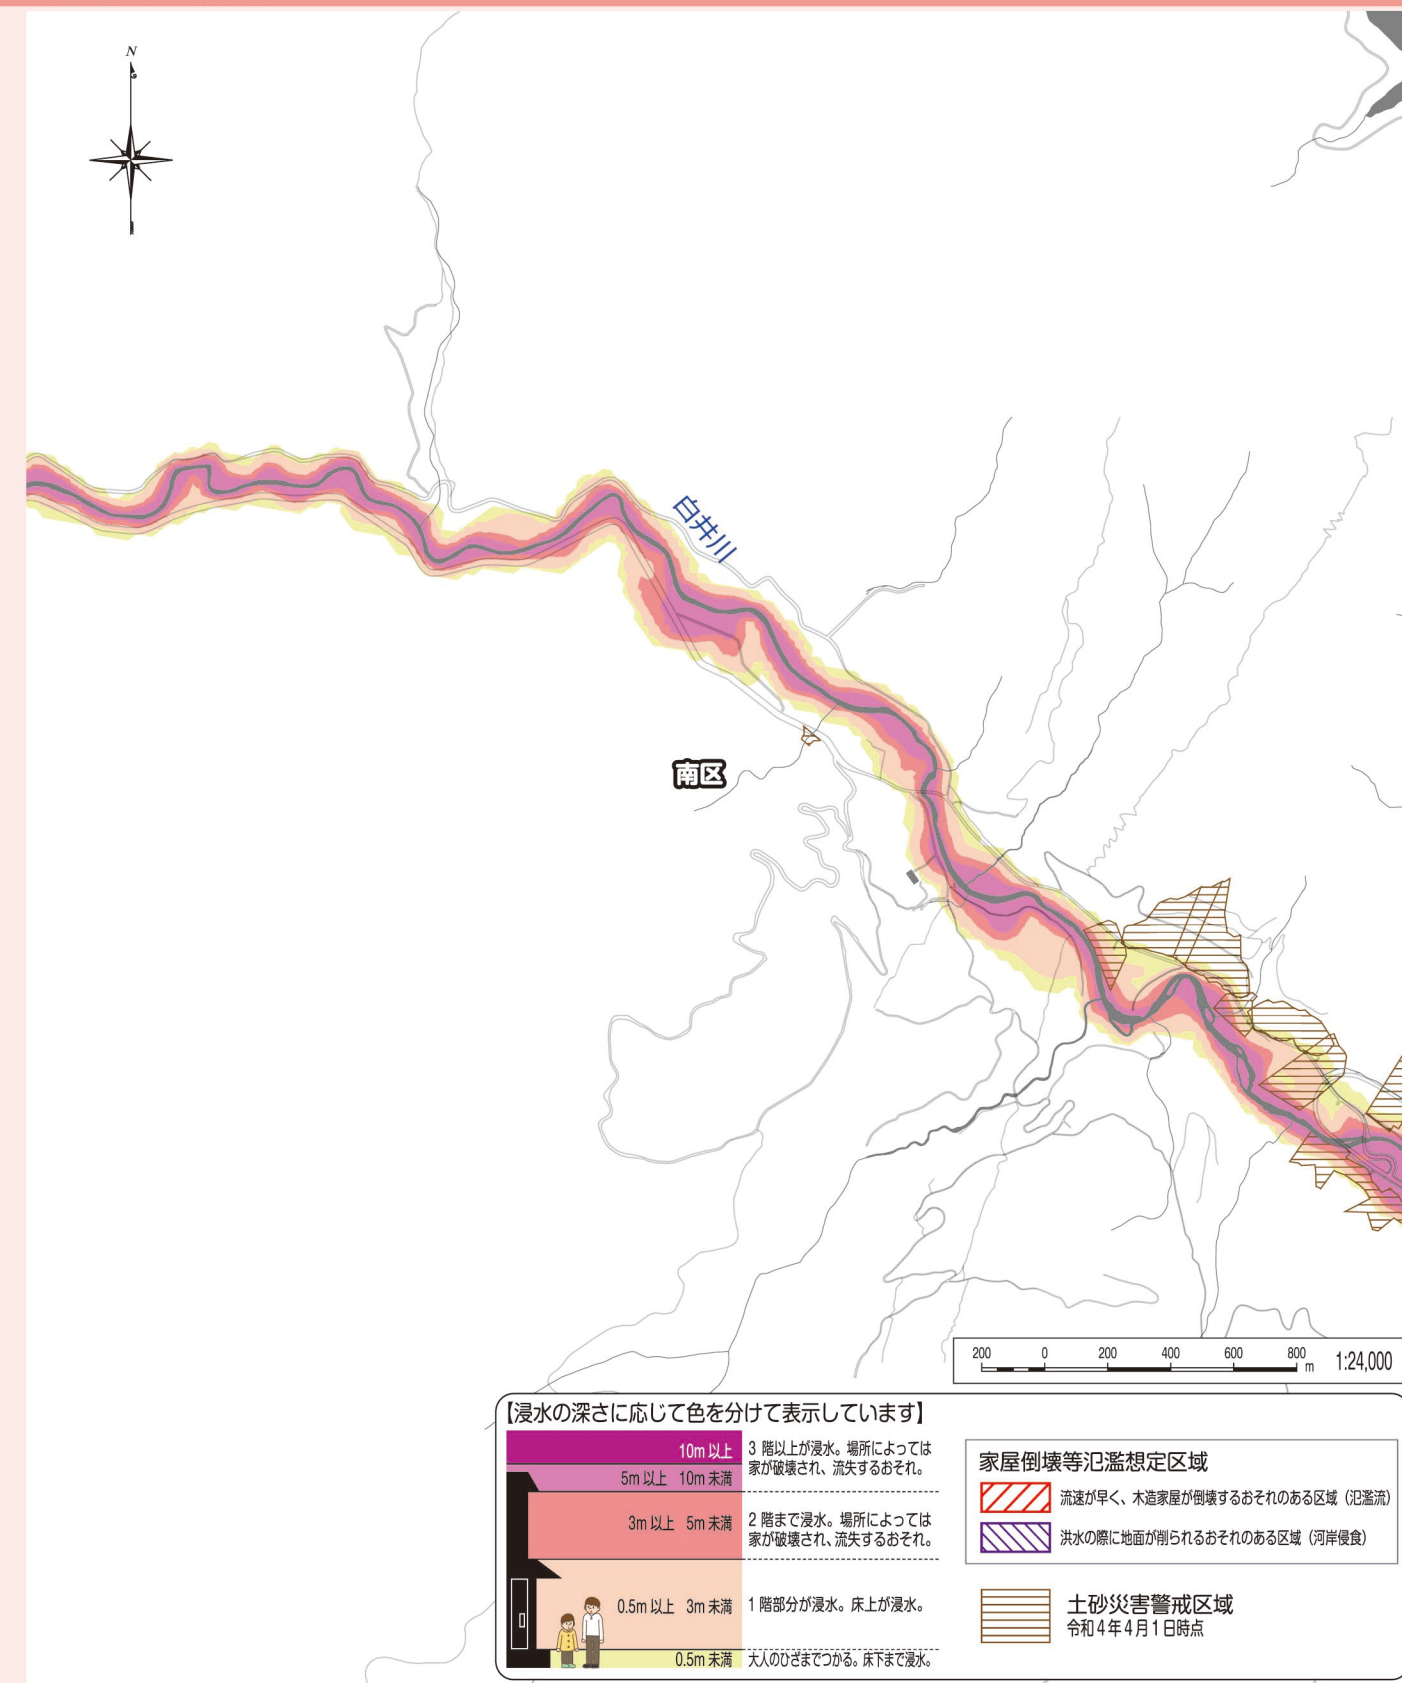 N
白井川
南区
200 0 200 400 600 800 m 1:24,000
【浸水の深さに応じて色を分けて表示しています】
10m 以上
3 階以上が浸水。場所によっては
家が破壊され、流失するおそれ。
5m 以上 10m 未満
3m 以上 5m 未満
2 階まで浸水。場所によっては
家が破壊され、流失するおそれ。
0.5m 以上 3m 未満
1 階部分が浸水。床上が浸水。
0.5m 未満
大人のひざまでつかる。床下まで浸水。
家屋倒壊等氾濫想定区域
流速が早く、木造家屋が倒壊するおそれのある区域（氾濫流）
洪水の際に地面が削られるおそれのある区域（河岸侵食）
土砂災害警戒区域
令和4年4月1日時点